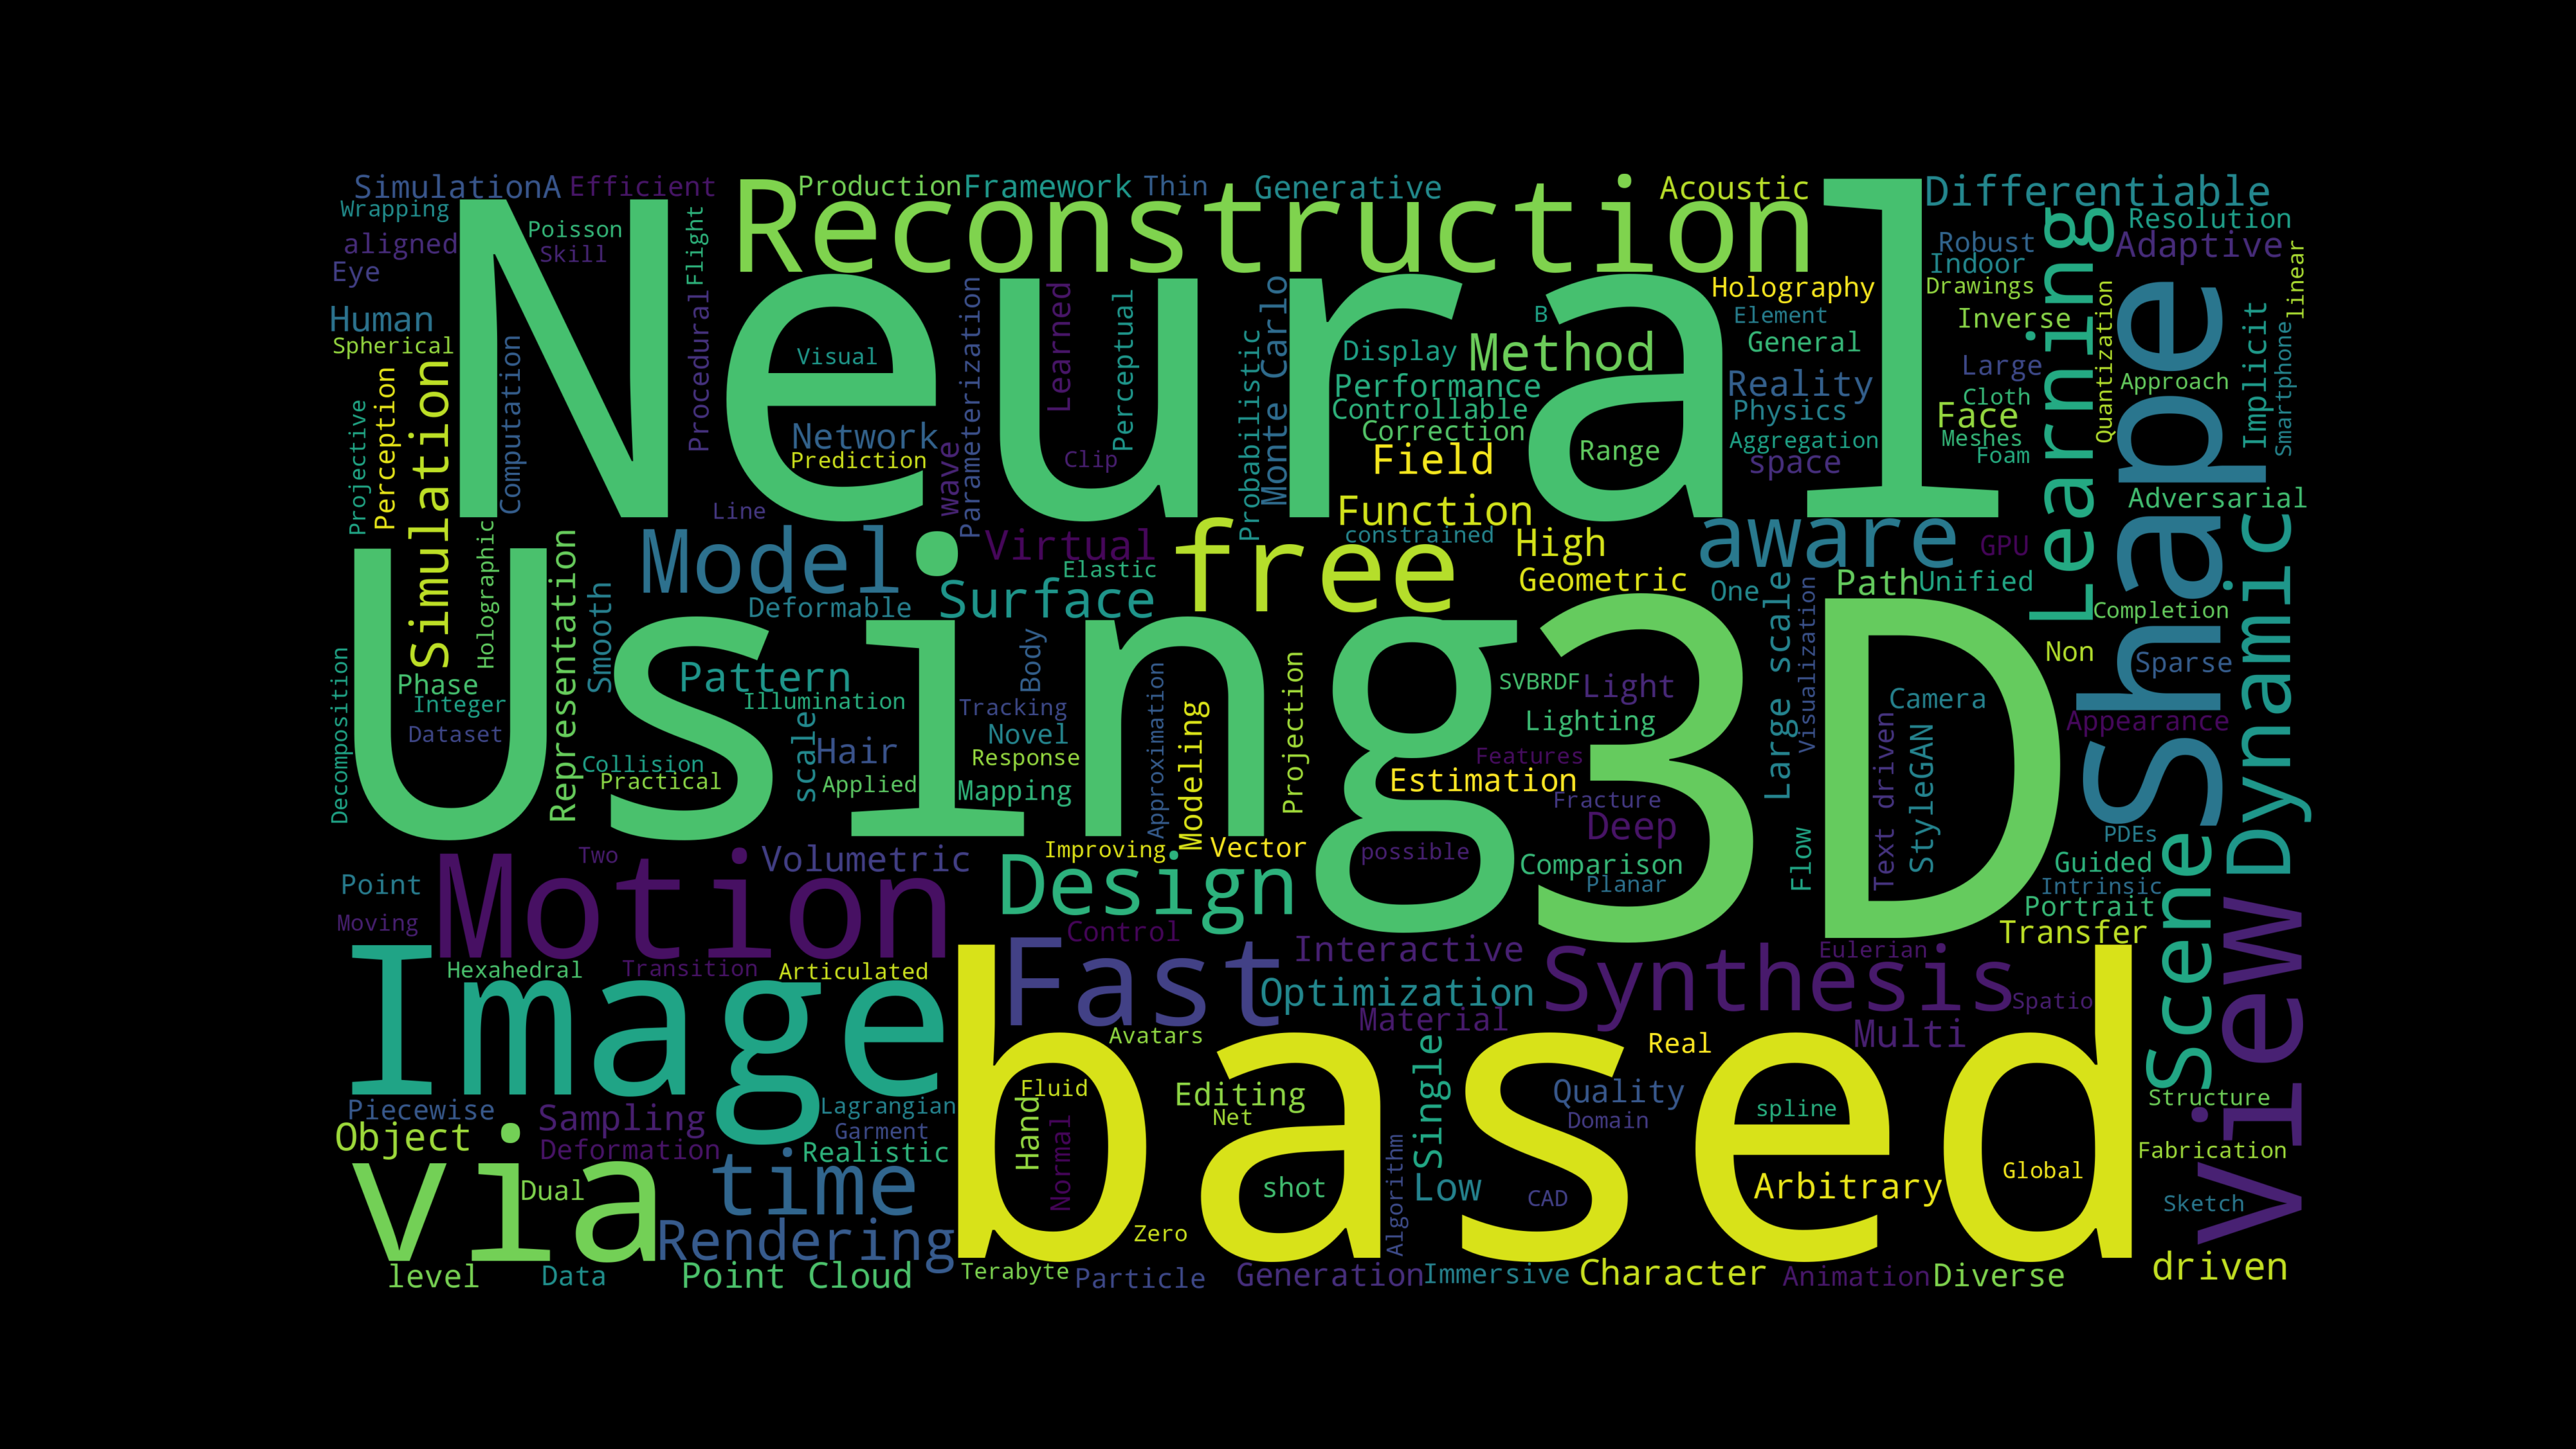 SimulationA
Efficient
Production
Framework
Thin
Generative
Acoustic
Differentiable
Wrapping
Poisson
Flight
Reconstruction
Resolution
aligned
Skill
Robust
Adaptive
Eye
Neural
Indoor
Learning
linear
Holography
Drawings
Human
Procedural
Parameterization
Learned
Perceptual
Monte Carlo
B
Element
Inverse
Quantization
Shape
Implicit
Smartphone
Spherical
Computation
Visual
Probabilistic
Display
Method
General
Large
Approach
Projective
Perception
Simulation
Performance
Reality
Cloth
Controllable
Physics
Face
Network
Correction
Aggregation
Meshes
Prediction
wave
Clip
Field
Range
space
Foam
Line
Function
Adversarial
Holographic
Representation
Model
Virtual
free
constrained
High
aware
GPU
Dynamic
Elastic
Geometric
One
Path
Unified
Smooth
Deformable
Surface
Large scale
Visualization
Completion
Using
3D
Decomposition
Body
Approximation
Projection
Non
Sparse
Phase
Pattern
SVBRDF
Light
Camera
Integer
Illumination
Tracking
Modeling
Lighting
Text driven
StyleGAN
Appearance
Dataset
scale
Hair
Novel
Collision
Response
Features
Practical
Applied
Mapping
Estimation
Fracture
Deep
PDEs
Scene
Two
Volumetric
Improving
Vector
possible
Comparison
Flow
Guided
Point
Motion
Design
Planar
Intrinsic
view
Moving
Portrait
Control
Transfer
Image
Fast
Interactive
Synthesis
Eulerian
Hexahedral
Transition
Articulated
based
Optimization
Spatio
Material
Avatars
Single
Real
Multi
Fluid
Editing
Quality
Structure
Piecewise
Sampling
Lagrangian
Hand
Net
Domain
spline
Object
Deformation
Garment
Realistic
Normal
Algorithm
Fabrication
via
Dual
time
shot
Low
CAD
Arbitrary
Global
Sketch
Rendering
Zero
driven
level
Data
Point Cloud
Terabyte
Particle
Generation
Immersive
Character
Animation
Diverse